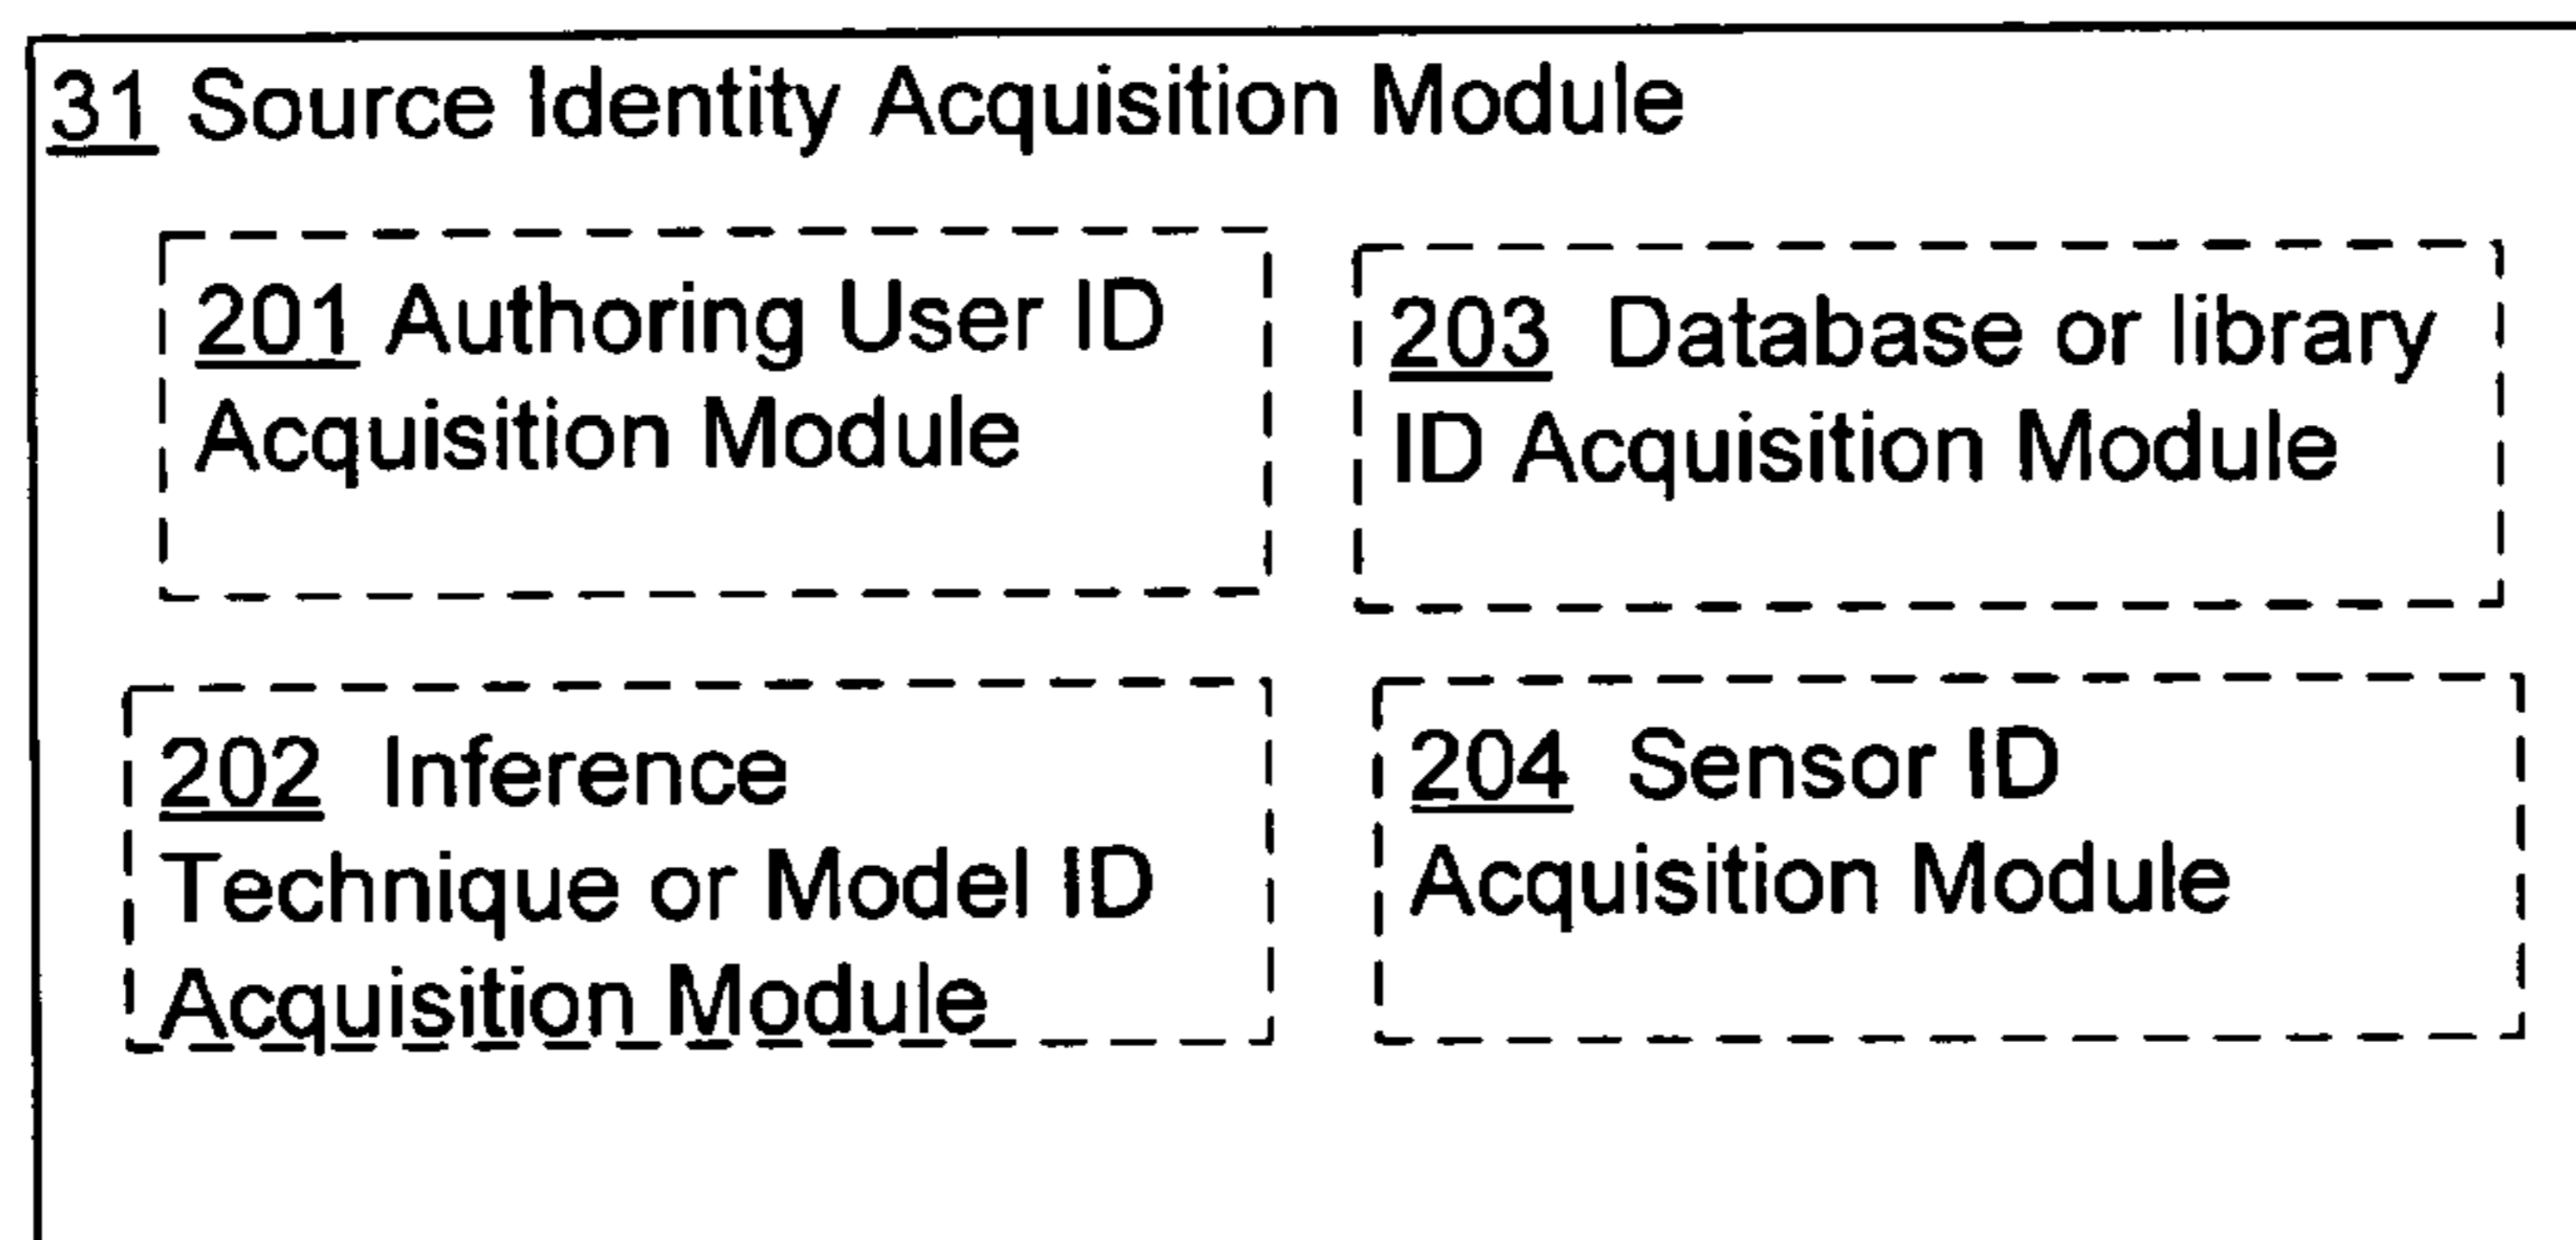 31 Source Identity Acquisition Module
201 Authoring User ID
Acquisition Module
203 Database or library
ID Acquisition Module
202 Inference
Technique or Model ID
Acquisition Module
204 Sensor ID
Acquisition Module